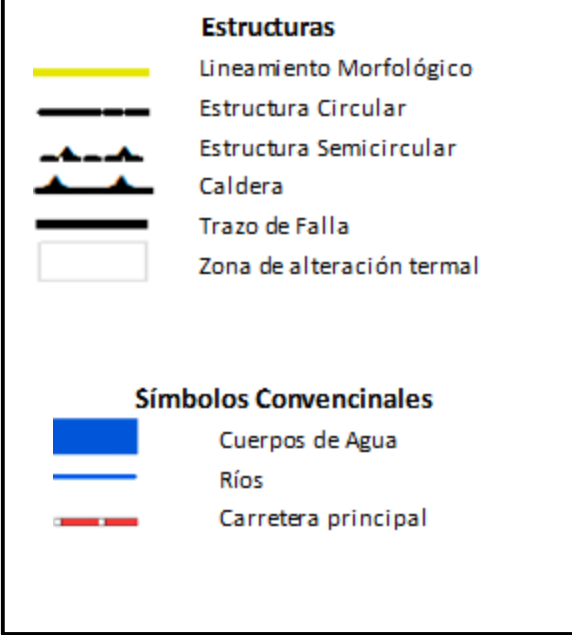 Estructuras
Lineamiento Morfológico
Estructura Circular
Estructura Semicircular
Caldera
Trazo de Falla
Zona de alteración termal
Símbolos Convencinales
Cuerpos de Agua
Ríos
Carretera principal